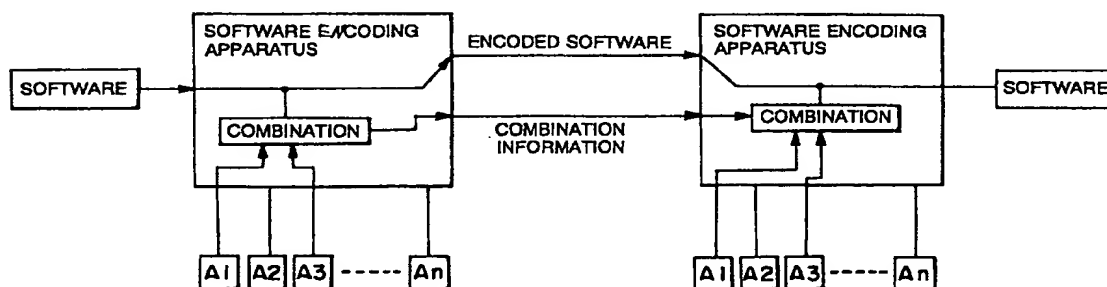 SOFTWARE
SOFTWARE ENCODING
APPARATUS
COMBINATION
ENCODED SOFTWARE
COMBINATION
INFORMATION
SOFTWARE ENCODING
APPARATUS
COMBINATION
SOFTWARE
A1 A2 A3 ----- An
A1 A2 A3 ----- An